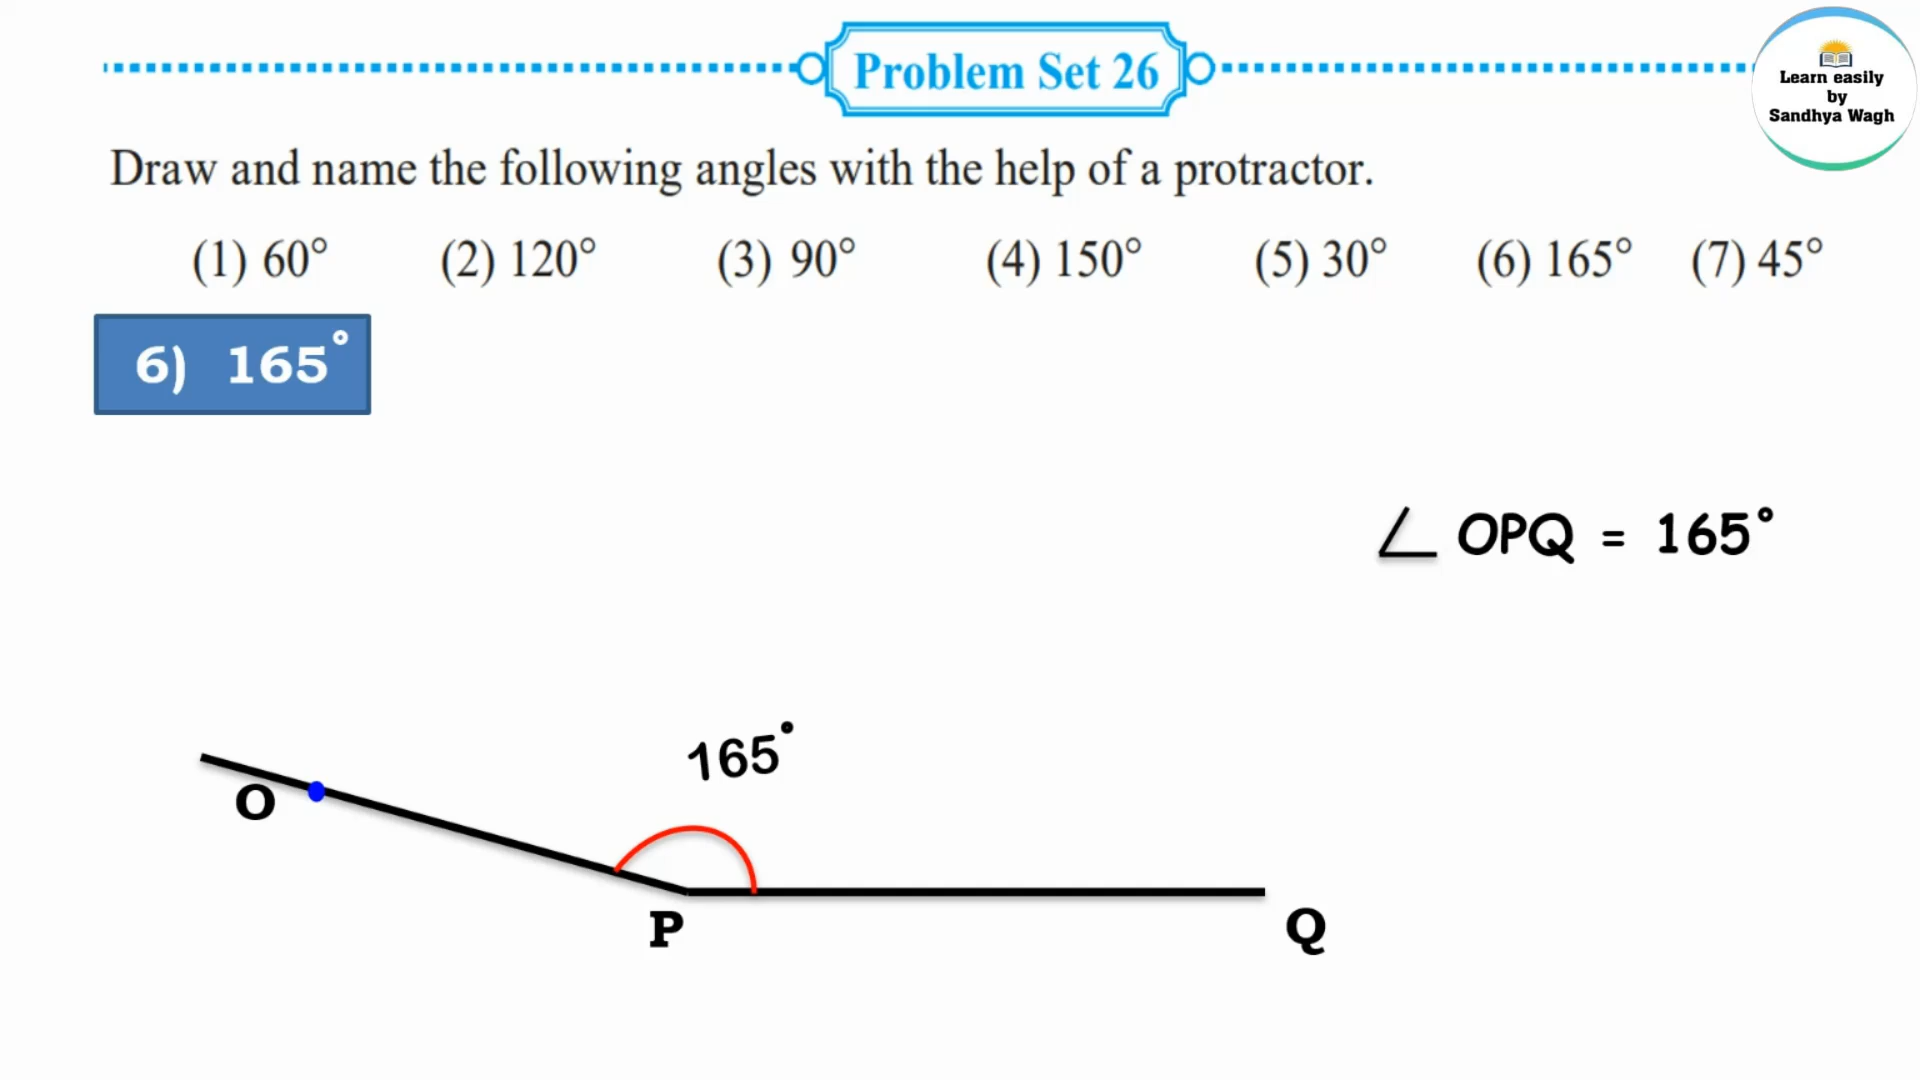 Problem Set 26
Learn easily
by
Sandhya Wagh
Draw and name the following angles with the help of a protractor.
(1) 60° (2) 120° (3) 90° (4) 150° (5) 30° (6) 165° (7) 45°
6) 165°
∠ OPQ = 165°
165°
O
P
Q